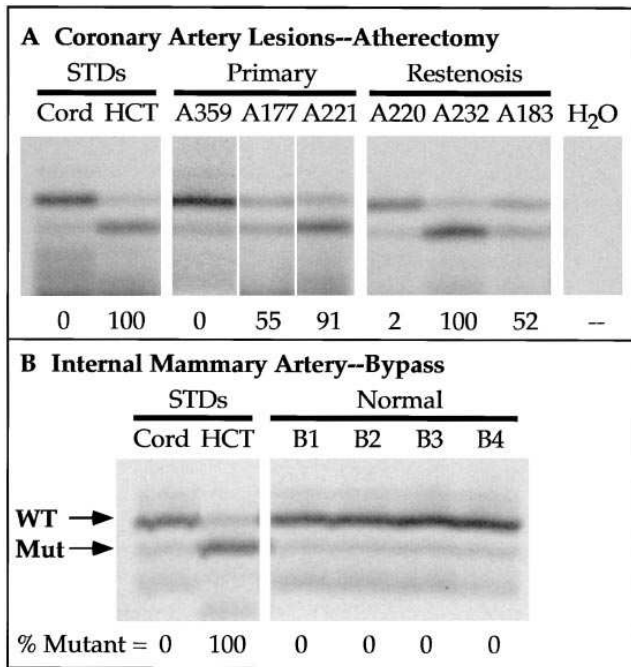 A Coronary Artery Lesions--Atherectomy
STDs Primary Restenosis
Cord HCT A359 A177 A221 A220 A232 A183 H₂O
0 100 0 55 91 2 100 52 --
B Internal Mammary Artery--Bypass
STDs Normal
Cord HCT B1 B2 B3 B4
WT
Mut
% Mutant = 0 100 0 0 0 0